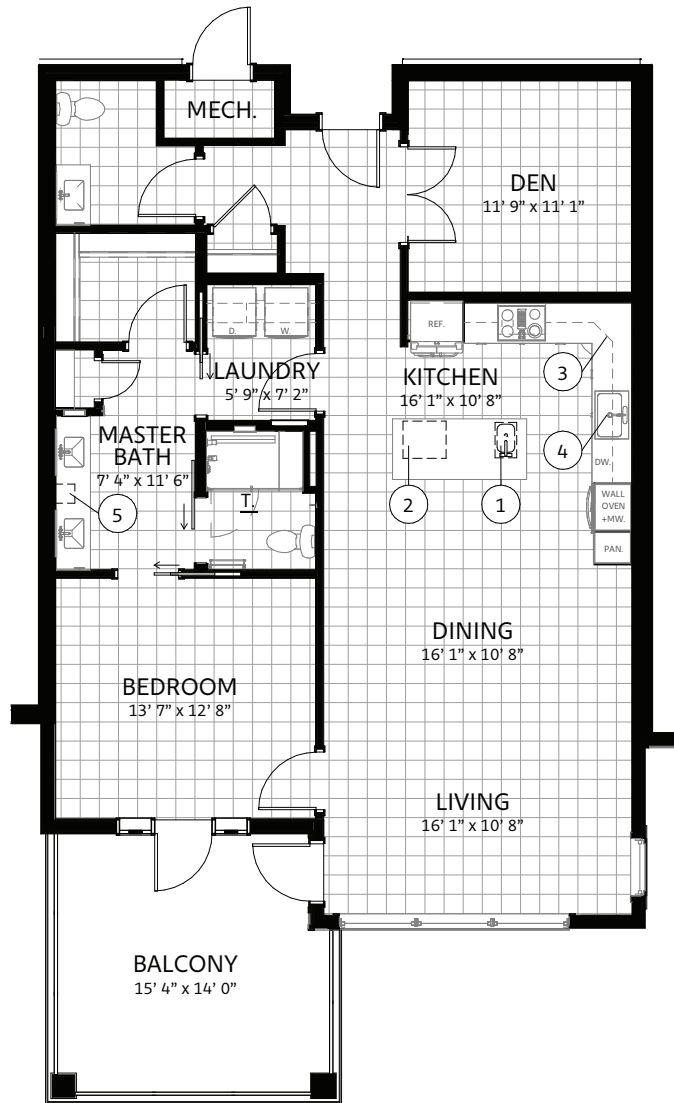 MECH.
DEN
11' 9" x 11' 1"
REF.
D.
W.
LAUNDRY
5' 9" x 7' 2"
KITCHEN
16' 1" x 10' 8"
3
4
MASTER
BATH
7' 4" x 11' 6"
DW.
WALL
OVEN
+MW.
PAN.
T.
5
2
1
DINING
16' 1" x 10' 8"
BEDROOM
13' 7" x 12' 8"
LIVING
16' 1" x 10' 8"
BALCONY
15' 4" x 14' 0"